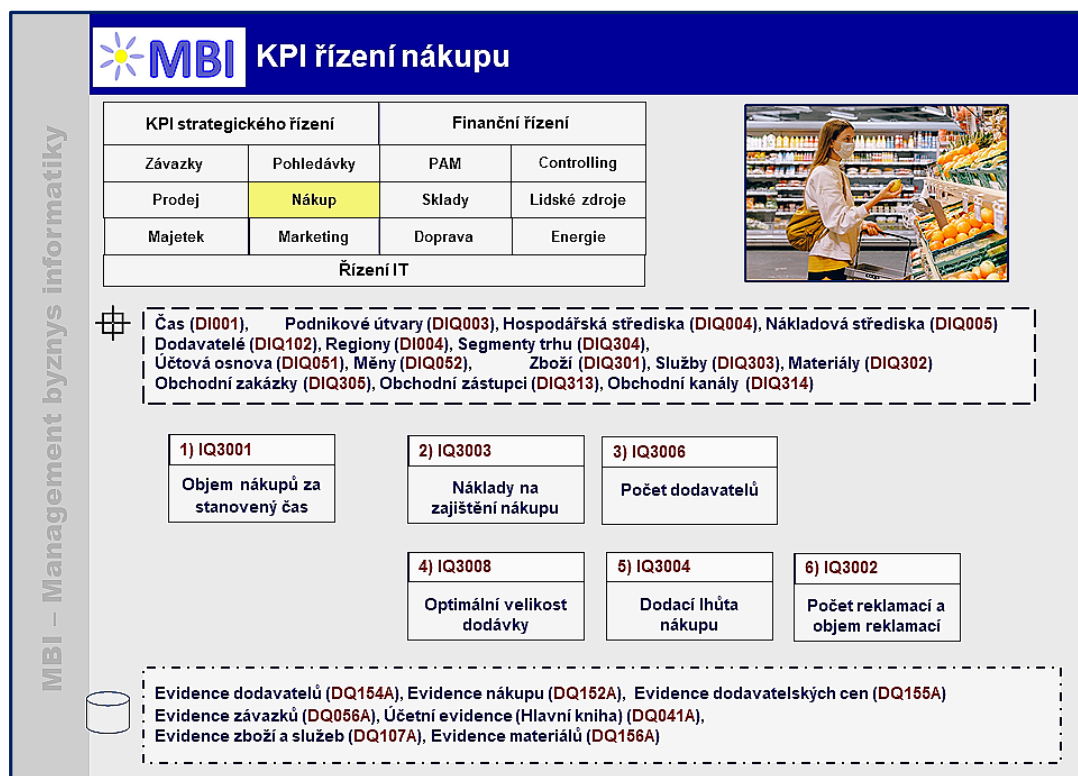 MBI – Management byznys informatiky
MBI KPI řízení nákupu
KPI strategického řízení Finanční řízení
Závazky Pohledávky PAM Controlling
Prodej Nákup Sklady Lidské zdroje
Majetek Marketing Doprava Energie
Řízení IT
Čas (DI001), Podnikové útvary (DIQ003), Hospodářská střediska (DIQ004), Nákladová střediska (DIQ005)
Dodavatelé (DIQ102), Regiony (DI004), Segmenty trhu (DIQ304),
Účtová osnova (DIQ051), Měny (DIQ052), Zboží (DIQ301), Služby (DIQ303), Materiály (DIQ302)
Obchodní zakázky (DIQ305), Obchodní zástupci (DIQ313), Obchodní kanály (DIQ314)
1) IQ3001
Objem nákupů za
stanovený čas
2) IQ3003
Náklady na
zajištění nákupu
3) IQ3006
Počet dodavatelů
4) IQ3008
Optimální velikost
dodávky
5) IQ3004
Dodací lhůta
nákupu
6) IQ3002
Počet reklamací a
objem reklamací
Evidence dodavatelů (DQ154A), Evidence nákupu (DQ152A), Evidence dodavatelských cen (DQ155A)
Evidence závazků (DQ056A), Účetní evidence (Hlavní kniha) (DQ041A),
Evidence zboží a služeb (DQ107A), Evidence materiálů (DQ156A)